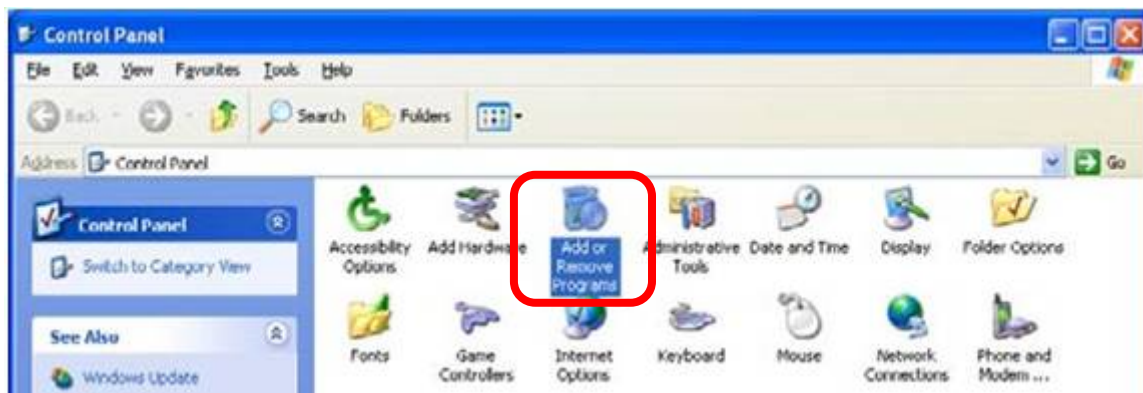 Control Panel
File Edit View Favorites Tools Help
Back Search Folders
Address Control Panel Go
Control Panel
Switch to Category View
See Also
Windows Update
Accessibility Options
Add Hardware
Add or Remove Programs
Administrative Tools
Date and Time
Display
Folder Options
Fonts
Game Controllers
Internet Options
Keyboard
Mouse
Network Connections
Phone and Modem ...